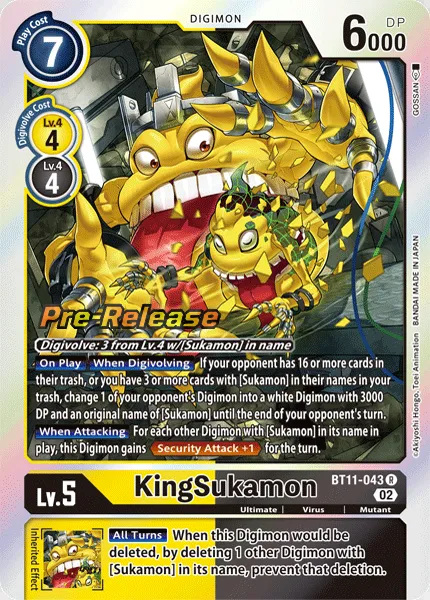 Play Cost
7
DIGIMON
6000
DP
Digivolve Cost
Lv.4
4
Lv.4
4
GOSSAN
©Akiyoshi Hongo, Toei Animation BANDAI MADE IN JAPAN
Pre-Release
Digivolve: 3 from Lv.4 w/[Sukamon] in name
On Play When Digivolving If your opponent has 16 or more cards in
their trash, or you have 3 or more cards with [Sukamon] in their names in your
trash, change 1 of your opponent's Digimon into a white Digimon with 3000
DP and an original name of [Sukamon] until the end of your opponent's turn.
When Attacking For each other Digimon with [Sukamon] in its name in
play, this Digimon gains Security Attack +1 for the turn.
Lv.5
KingSukamon
BT11-043 R
02
Ultimate Virus Mutant
Inherited Effect
All Turns When this Digimon would be
deleted, by deleting 1 other Digimon with
[Sukamon] in its name, prevent that deletion.